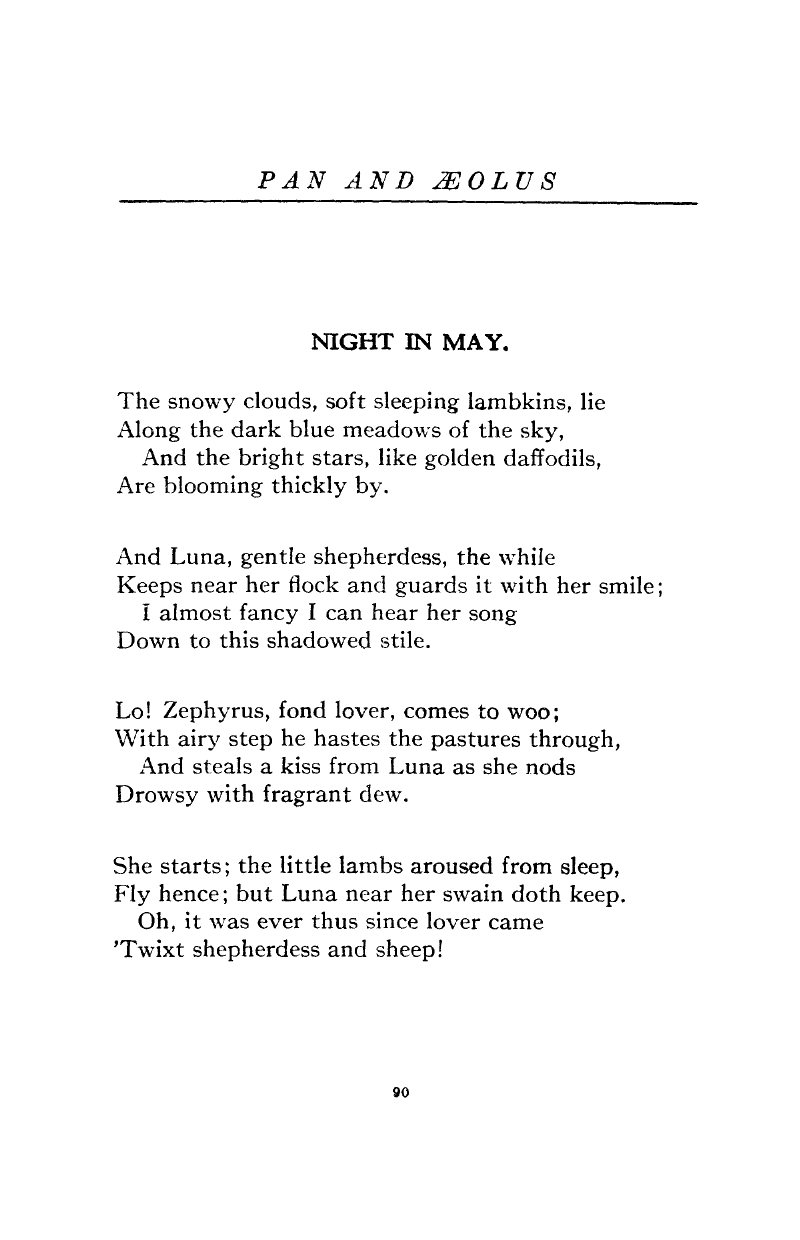 PAN AND ÆOLUS
NIGHT IN MAY.
The snowy clouds, soft sleeping lambkins, lie
Along the dark blue meadows of the sky,
And the bright stars, like golden daffodils,
Are blooming thickly by.
And Luna, gentle shepherdess, the while
Keeps near her flock and guards it with her smile;
I almost fancy I can hear her song
Down to this shadowed stile.
Lo! Zephyrus, fond lover, comes to woo;
With airy step he hastes the pastures through,
And steals a kiss from Luna as she nods
Drowsy with fragrant dew.
She starts; the little lambs aroused from sleep,
Fly hence; but Luna near her swain doth keep.
Oh, it was ever thus since lover came
'Twixt shepherdess and sheep!
90